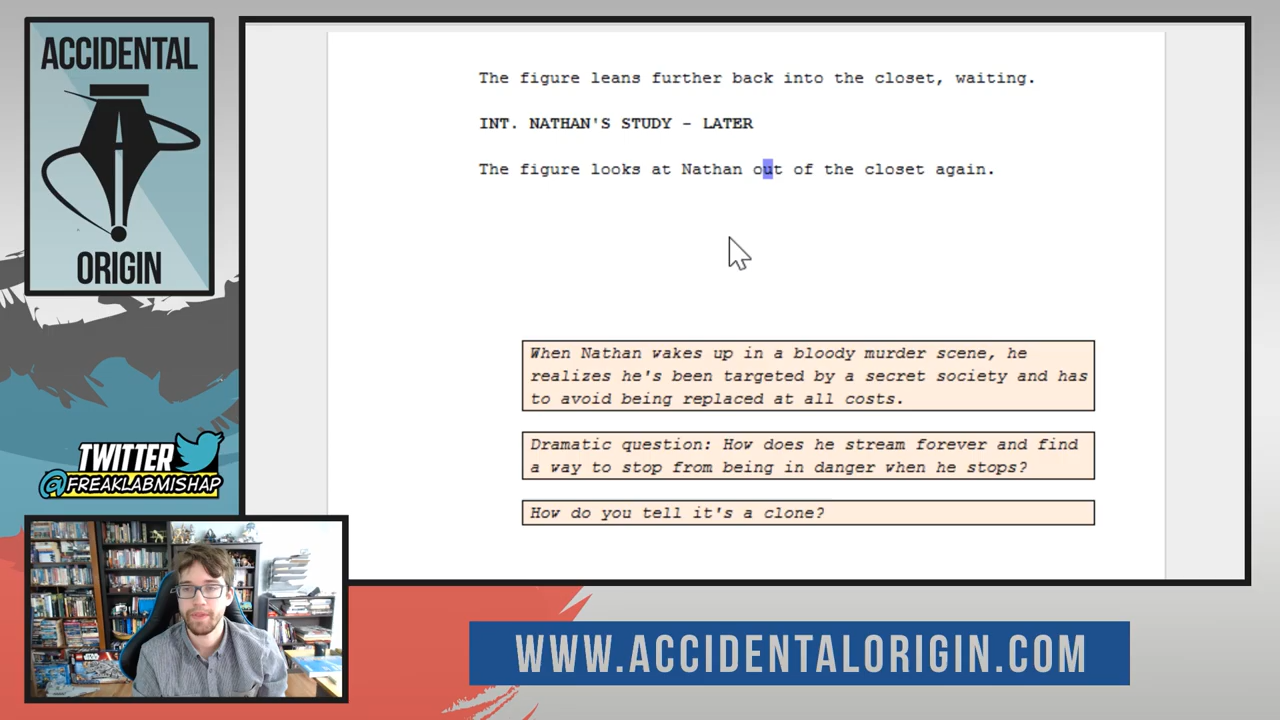 ACCIDENTAL
ORIGIN
The figure leans further back into the closet, waiting.
INT. NATHAN'S STUDY - LATER
The figure looks at Nathan out of the closet again.
When Nathan wakes up in a bloody murder scene, he
realizes he's been targeted by a secret society and has
to avoid being replaced at all costs.
Dramatic question: How does he stream forever and find
a way to stop from being in danger when he stops?
How do you tell it's a clone?
TWITTER
@FREAKLABMISHAP
WWW.ACCIDENTALORIGIN.COM